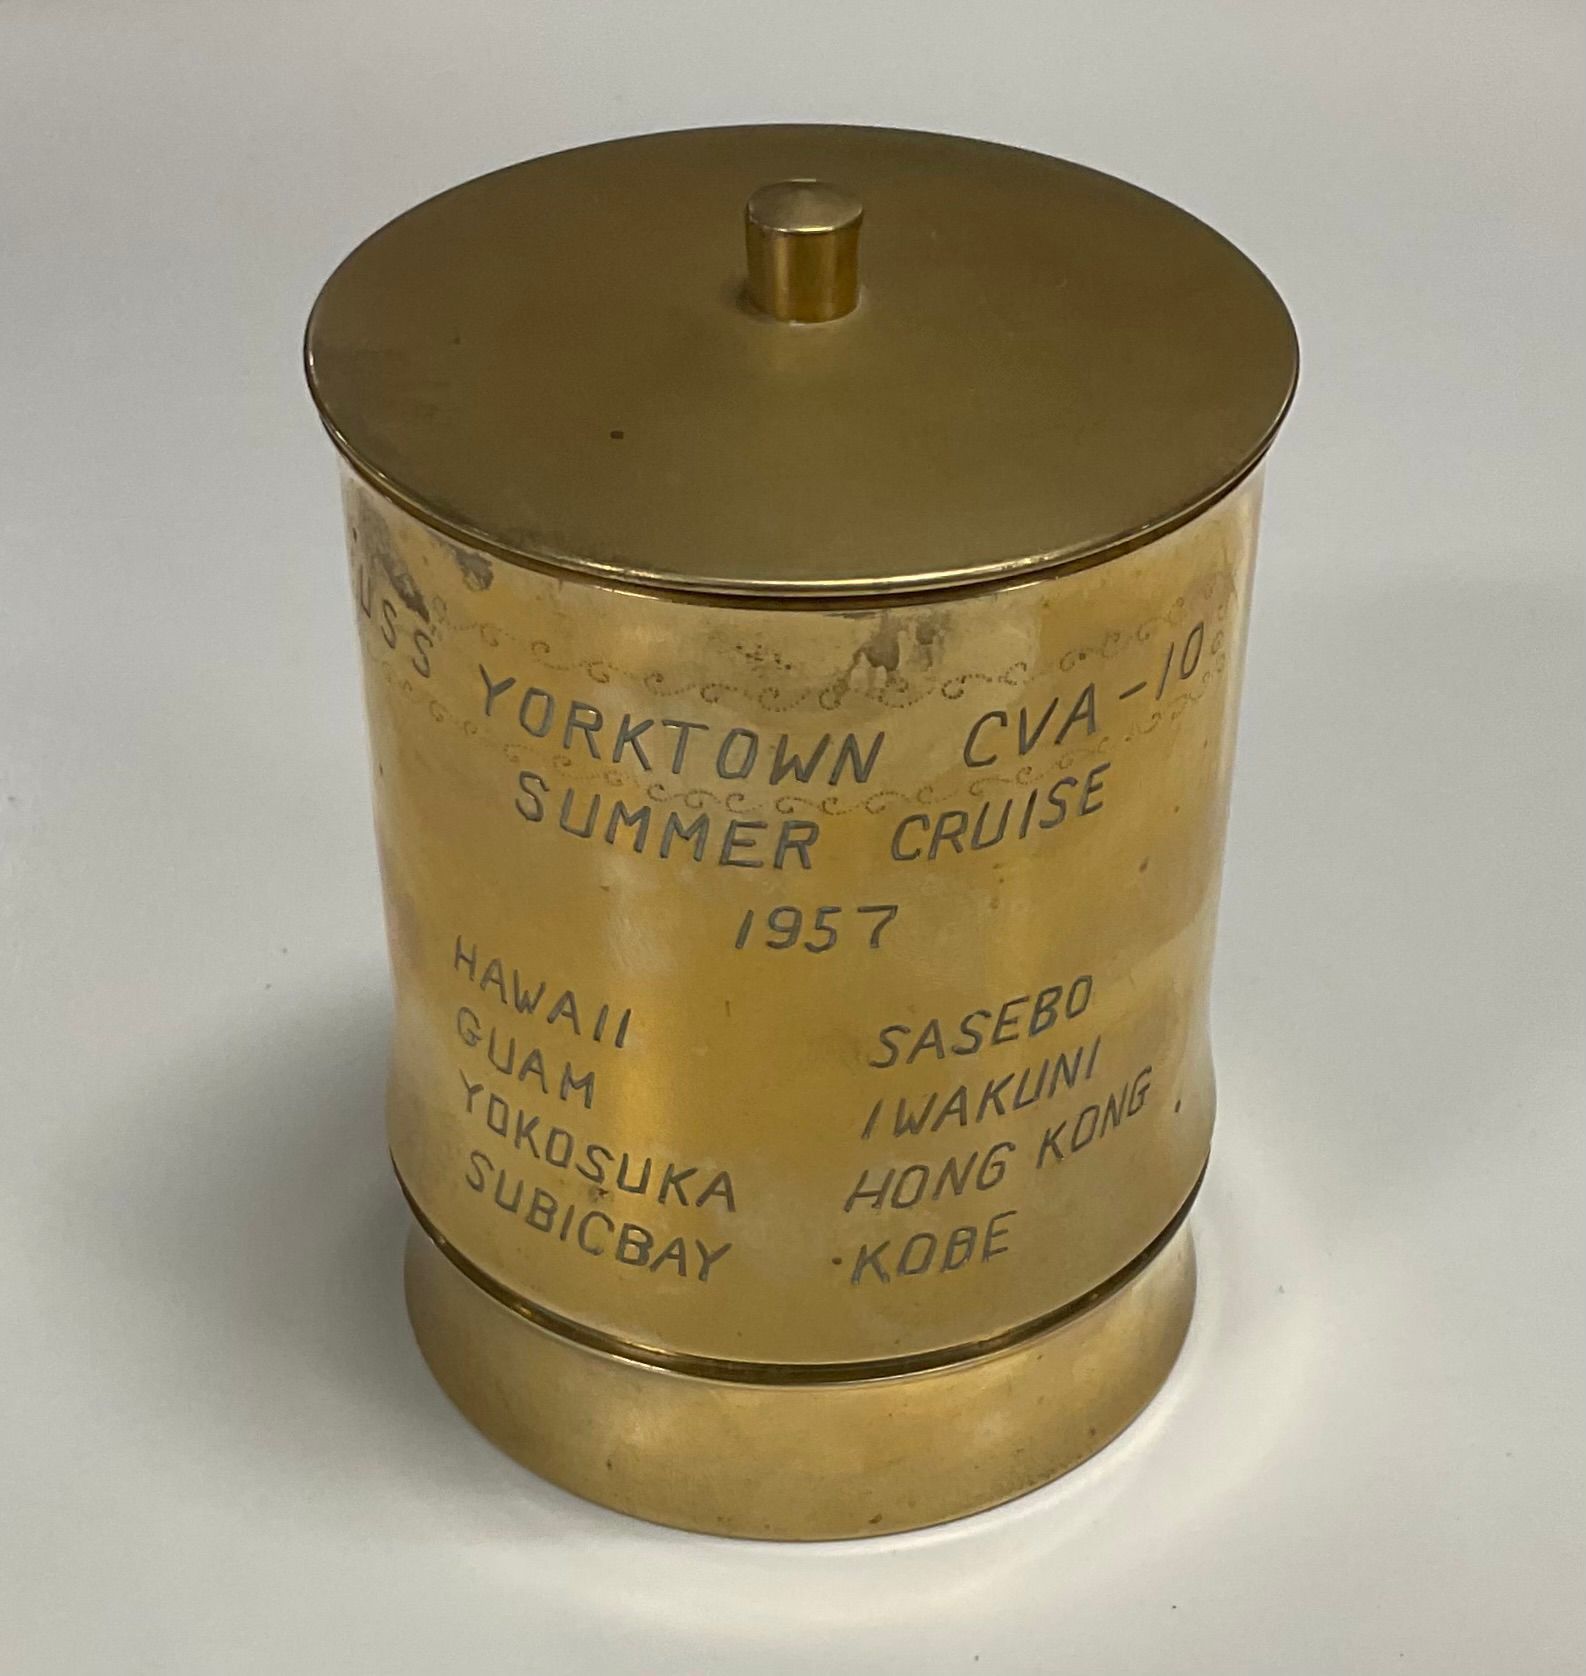 USS YORKTOWN CVA-10
SUMMER CRUISE
1957
HAWAII
GUAM
YOKOSUKA
SUBICBAY
SASEBO
IWAKUNI
HONG KONG
KOBE